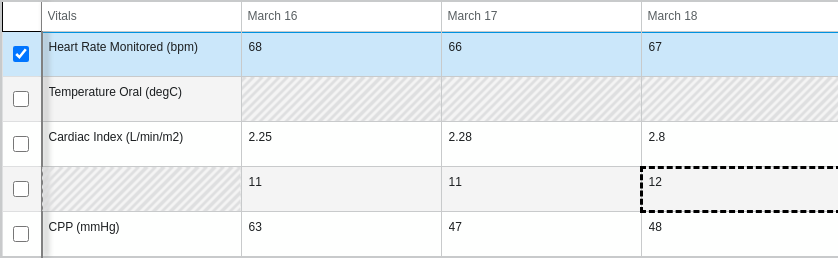 Vitals March 16 March 17 March 18
Heart Rate Monitored (bpm) 68 66 67
Temperature Oral (degC)
Cardiac Index (L/min/m2) 2.25 2.28 2.8
11 11 12
CPP (mmHg) 63 47 48